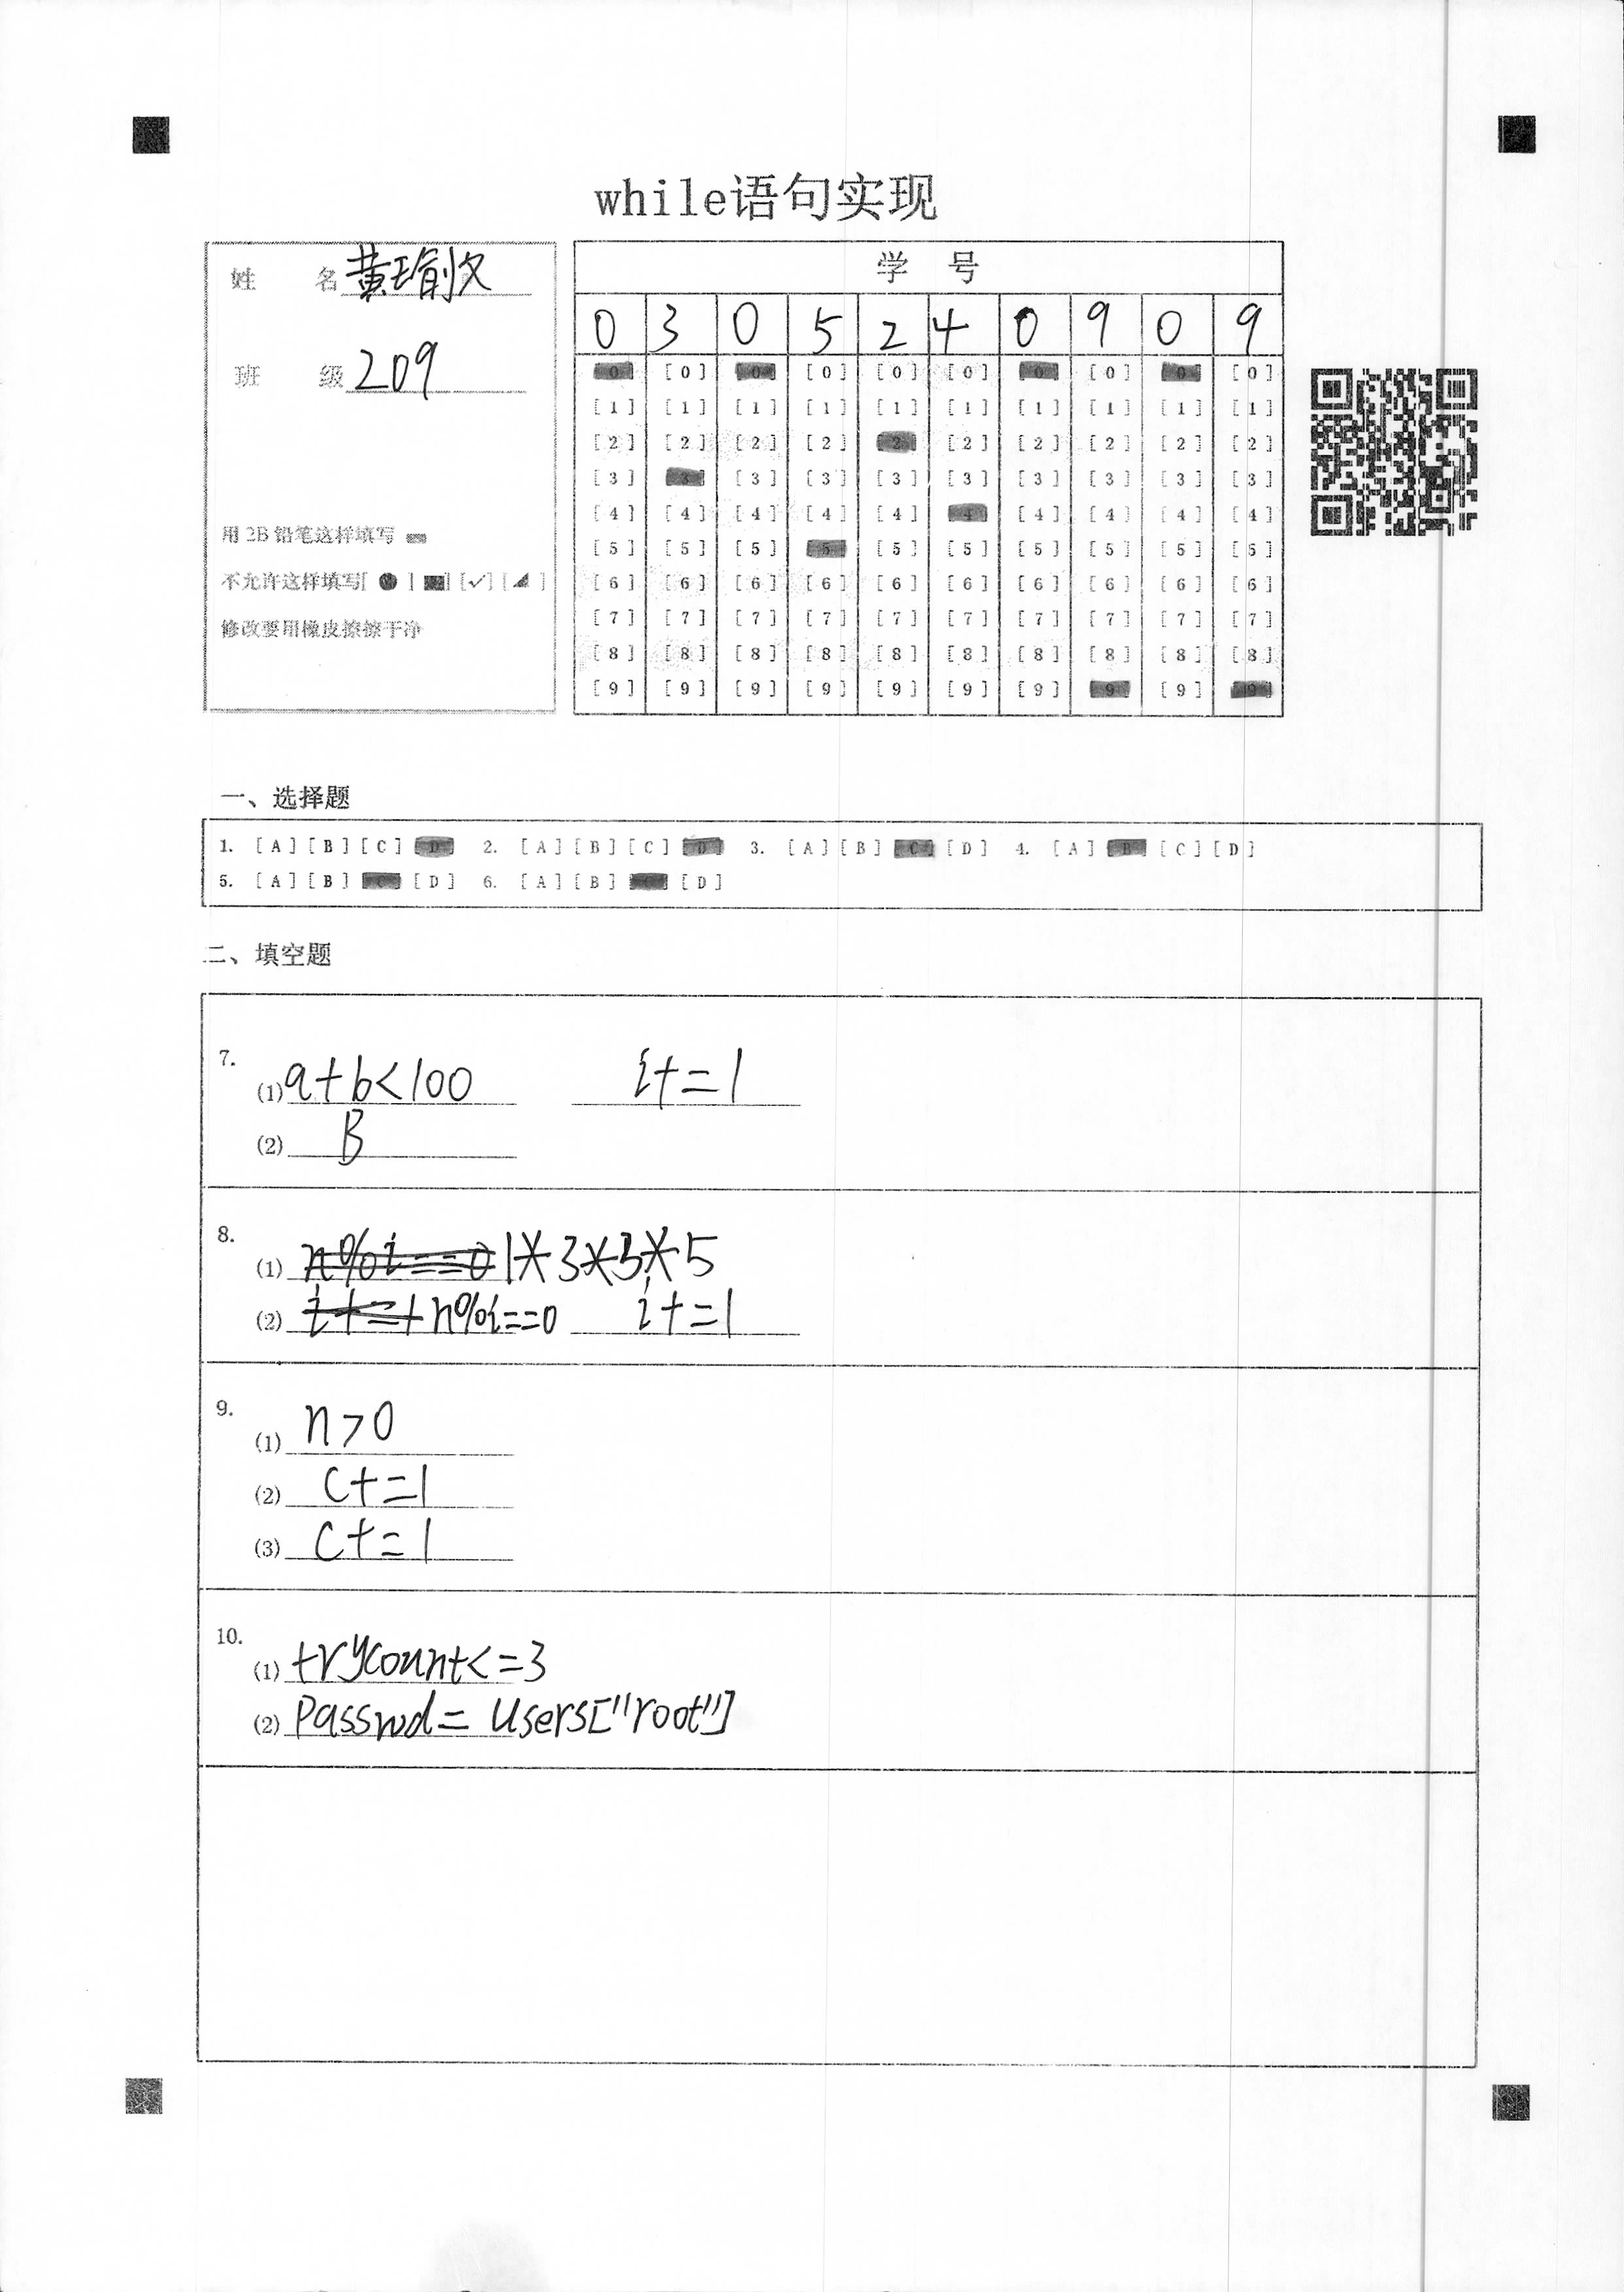 while语句实现
姓 名 黄瑜
班 级 209
用 2B 铅笔这样填写
不允许这样填写[ ● ] [■] [✓] [◢ ]
修改要用橡皮擦擦干净
学 号
0 3 0 5 2 4 0 9 0 9
[0] [0] [0] [0] [0] [0] [0] [0] [0] [0]
[1] [1] [1] [1] [1] [1] [1] [1] [1] [1]
[2] [2] [2] [2] [2] [2] [2] [2] [2] [2]
[3] [3] [3] [3] [3] [3] [3] [3] [3] [3]
[4] [4] [4] [4] [4] [4] [4] [4] [4] [4]
[5] [5] [5] [5] [5] [5] [5] [5] [5] [5]
[6] [6] [6] [6] [6] [6] [6] [6] [6] [6]
[7] [7] [7] [7] [7] [7] [7] [7] [7] [7]
[8] [8] [8] [8] [8] [8] [8] [8] [8] [8]
[9] [9] [9] [9] [9] [9] [9] [9] [9] [9]
一、选择题
1. [A] [B] [C] [D] 2. [A] [B] [C] [D] 3. [A] [B] [C] [D] 4. [A] [B] [C] [D]
5. [A] [B] [C] [D] 6. [A] [B] [C] [D]
二、填空题
7.
(1) a+b<100 i+=1
(2) B
8.
(1) n%i==0 1*3*3*5
(2) i+=1 n%i==0 i+=1
9.
(1) n>0
(2) c+=1
(3) c+=1
10.
(1) trycount<=3
(2) passwd= users["root"]